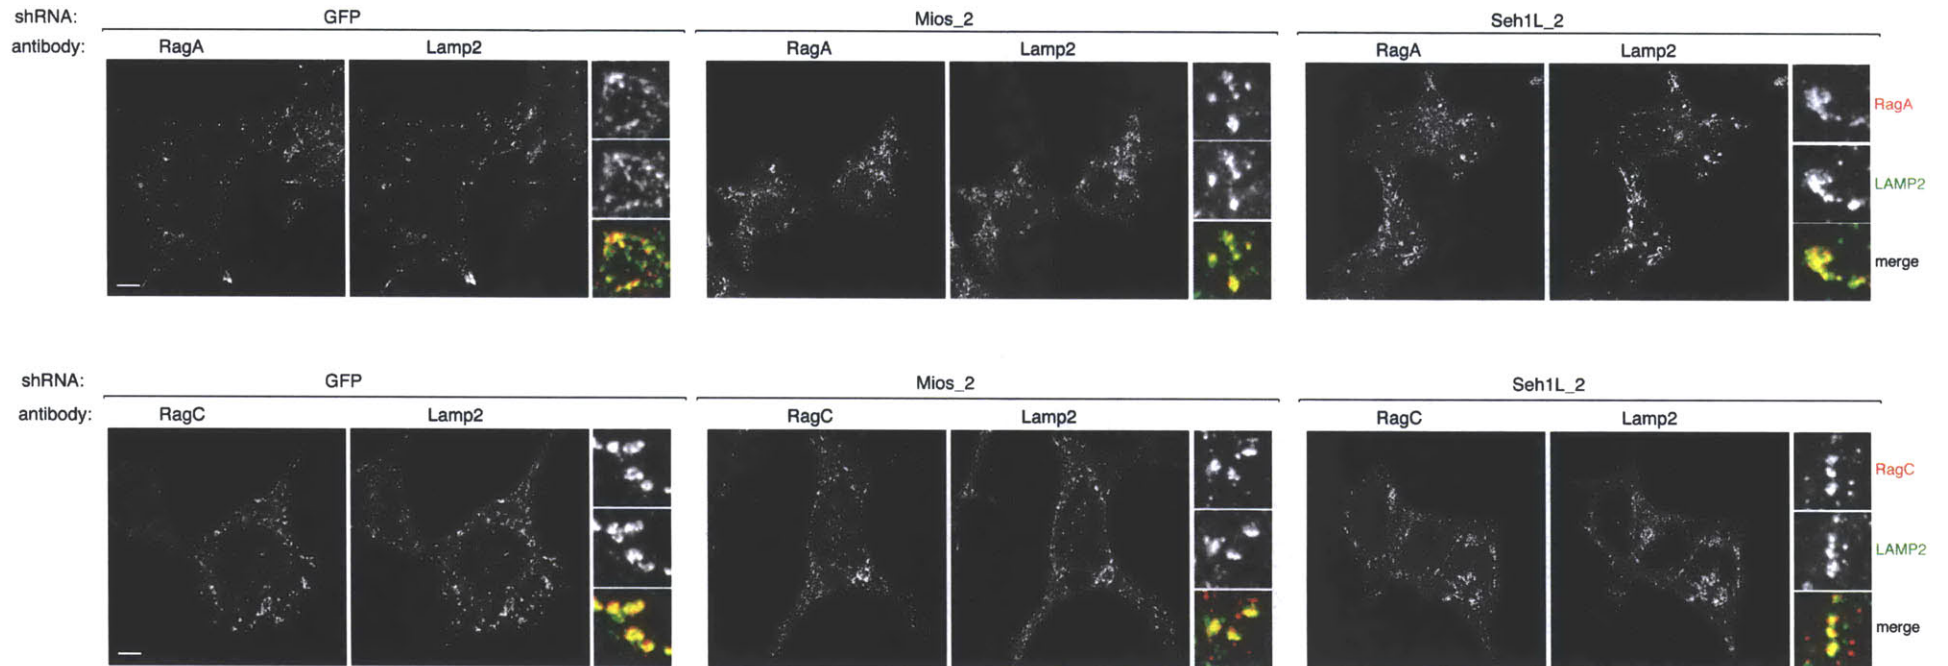 shRNA: GFP Mios_2 Seh1L_2
antibody: RagA Lamp2 RagA Lamp2 RagA Lamp2
RagA
LAMP2
merge
shRNA: GFP Mios_2 Seh1L_2
antibody: RagC Lamp2 RagC Lamp2 RagC Lamp2
RagC
LAMP2
merge